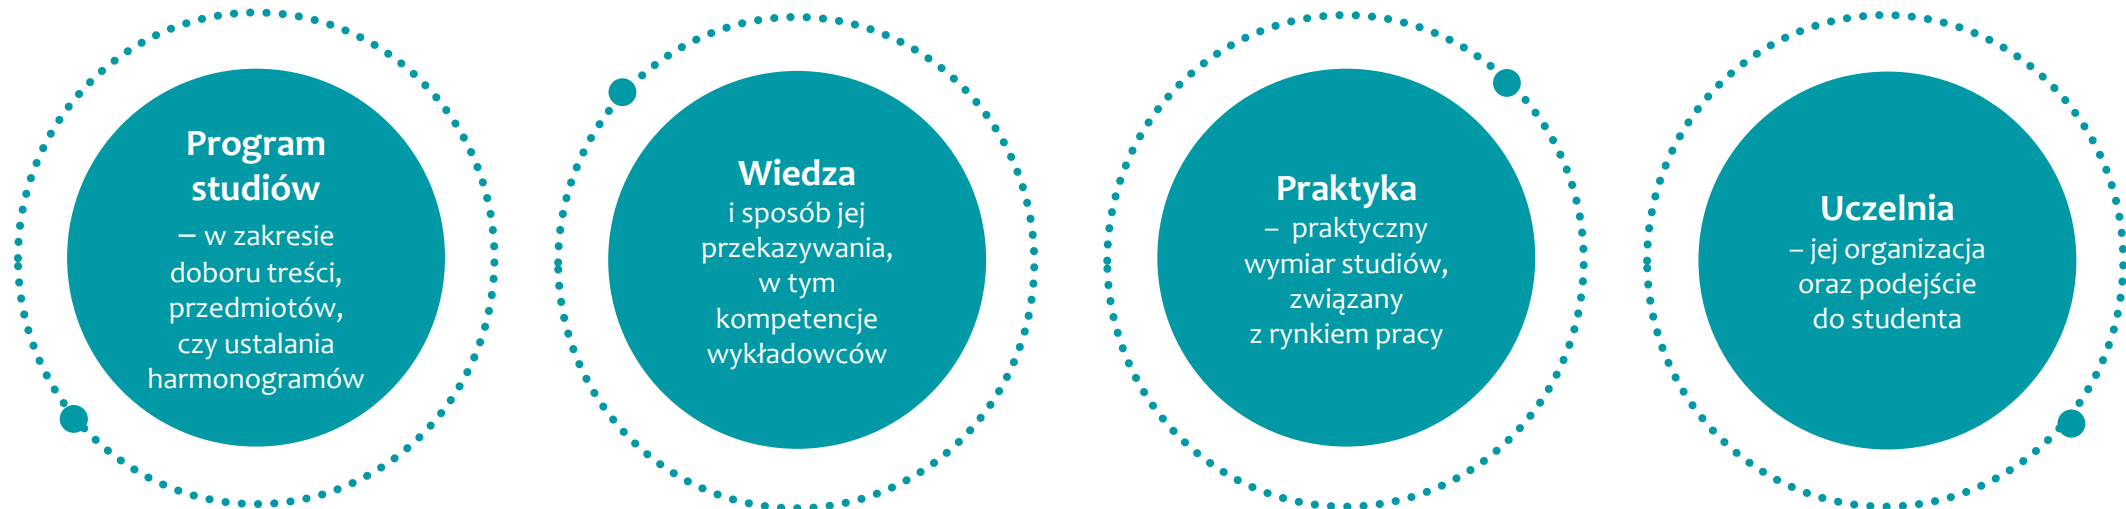 Program
studiów
– w zakresie
doboru treści,
przedmiotów,
czy ustalania
harmonogramów
Wiedza
i sposób jej
przekazywania,
w tym
kompetencje
wykładowców
Praktyka
– praktyczny
wymiar studiów,
związany
z rynkiem pracy
Uczelnia
– jej organizacja
oraz podejście
do studenta